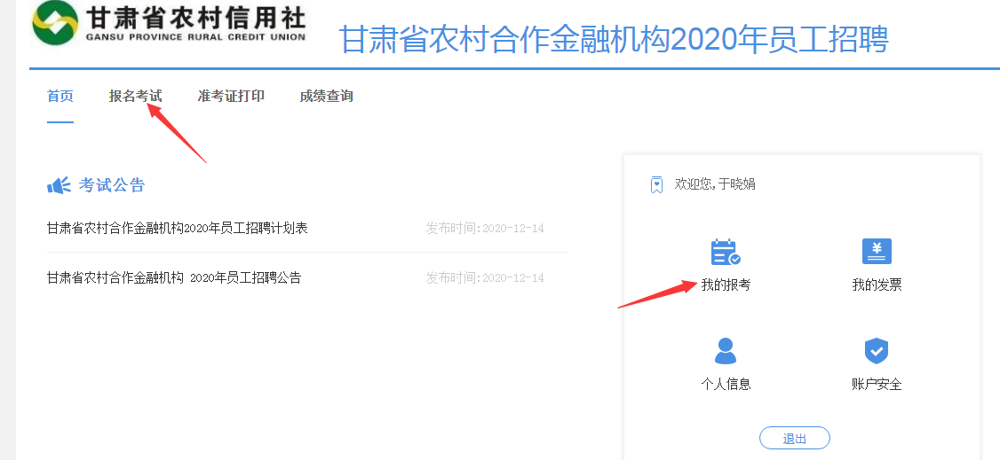 甘肃省农村信用社
GANSU PROVINCE RURAL CREDIT UNION
甘肃省农村合作金融机构2020年员工招聘
首页 报名考试 准考证打印 成绩查询
考试公告
甘肃省农村合作金融机构2020年员工招聘计划表 发布时间:2020-12-14
甘肃省农村合作金融机构 2020年员工招聘公告 发布时间:2020-12-14
欢迎您,于晓娟
¥
我的报考 我的发票
个人信息 账户安全
退出